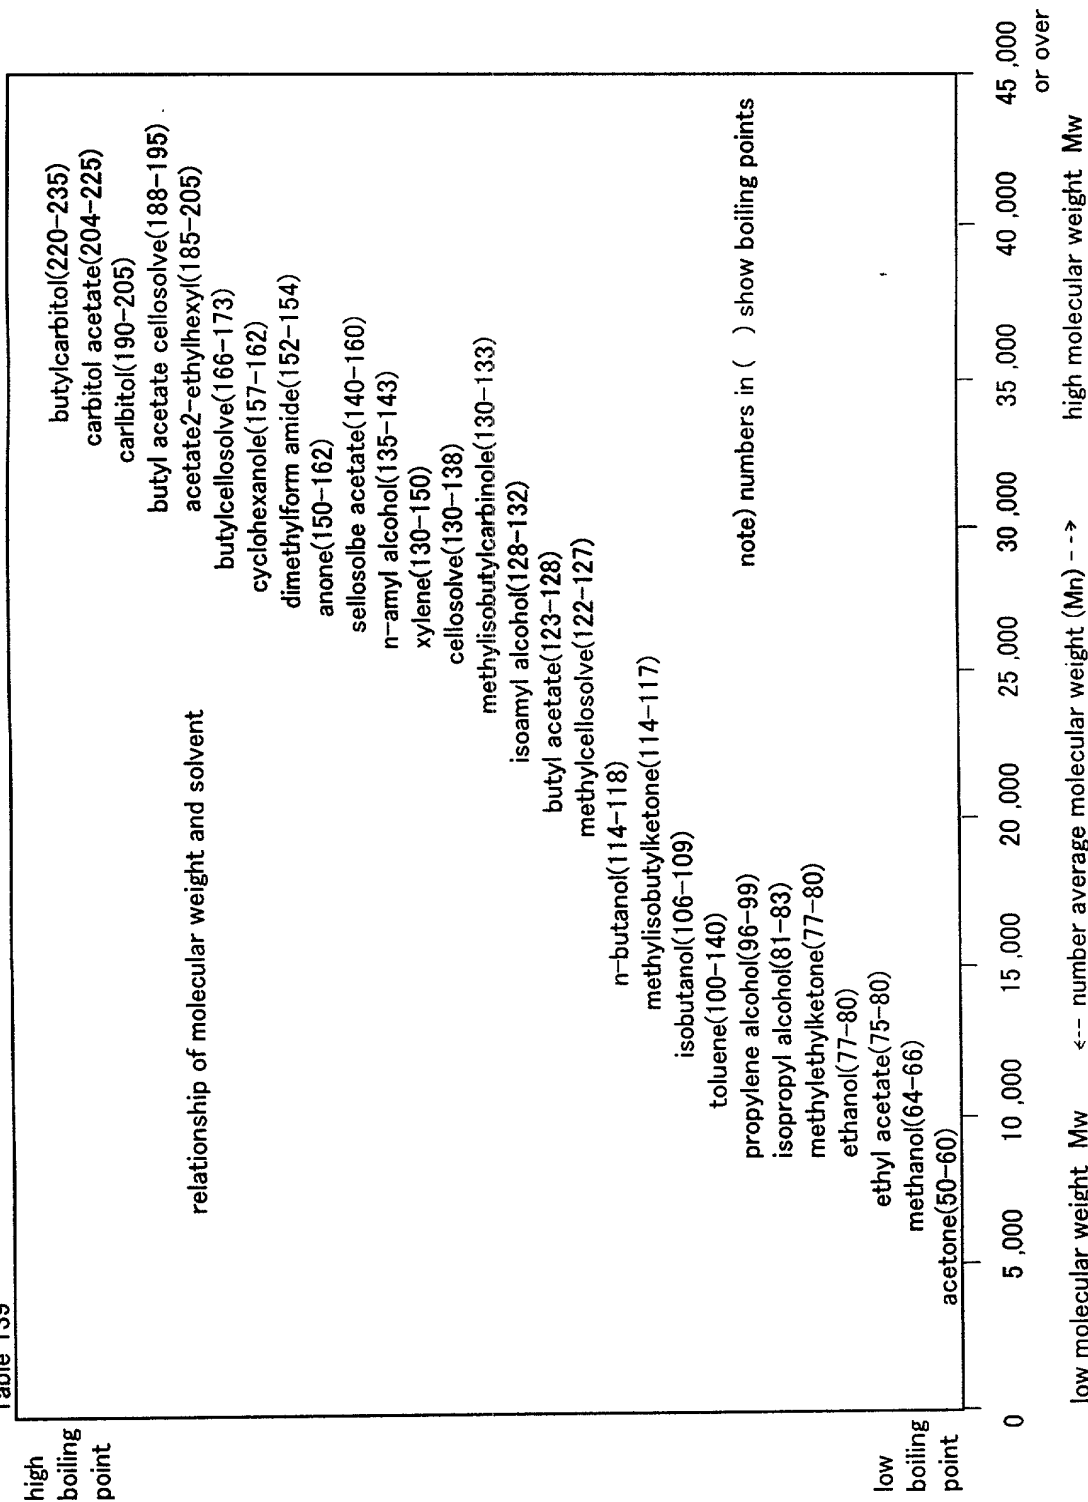 Table 139
high
boiling
point
butylcarbitol(220-235)
carbitol acetate(204-225)
carlbitol(190-205)
butyl acetate cellosolve(188-195)
acetate2-ethylhexyl(185-205)
relationship of molecular weight and solvent
butylcellosolve(166-173)
cyclohexanole(157-162)
dimethylform amide(152-154)
anone(150-162)
sellosolbe acetate(140-160)
n-amyl alcohol(135-143)
xylene(130-150)
cellosolve(130-138)
methylisobutylcarbinole(130-133)
isoamyl alcohol(128-132)
butyl acetate(123-128)
methylcellosolve(122-127)
n-butanol(114-118)
methylisobutylketone(114-117)
isobutanol(106-109)
toluene(100-140)
propylene alcohol(96-99)
note) numbers in ( ) show boiling points
isopropyl alcohol(81-83)
methylethylketone(77-80)
ethanol(77-80)
ethyl acetate(75-80)
methanol(64-66)
acetone(50-60)
low
boiling
point
0 5,000 10,000 15,000 20,000 25,000 30,000 35,000 40,000 45,000
or over
low molecular weight Mw <-- number average molecular weight (Mn) --> high molecular weight Mw